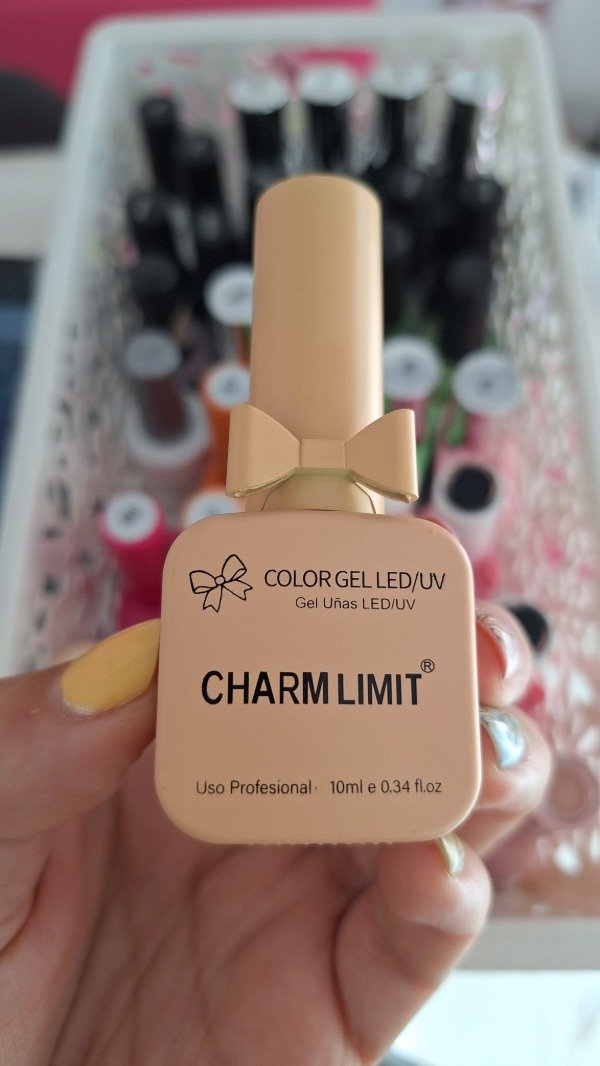 COLOR GEL LED/UV
Gel Uñas LED/UV
CHARM LIMIT®
Uso Profesional· 10ml e 0.34 fl.oz